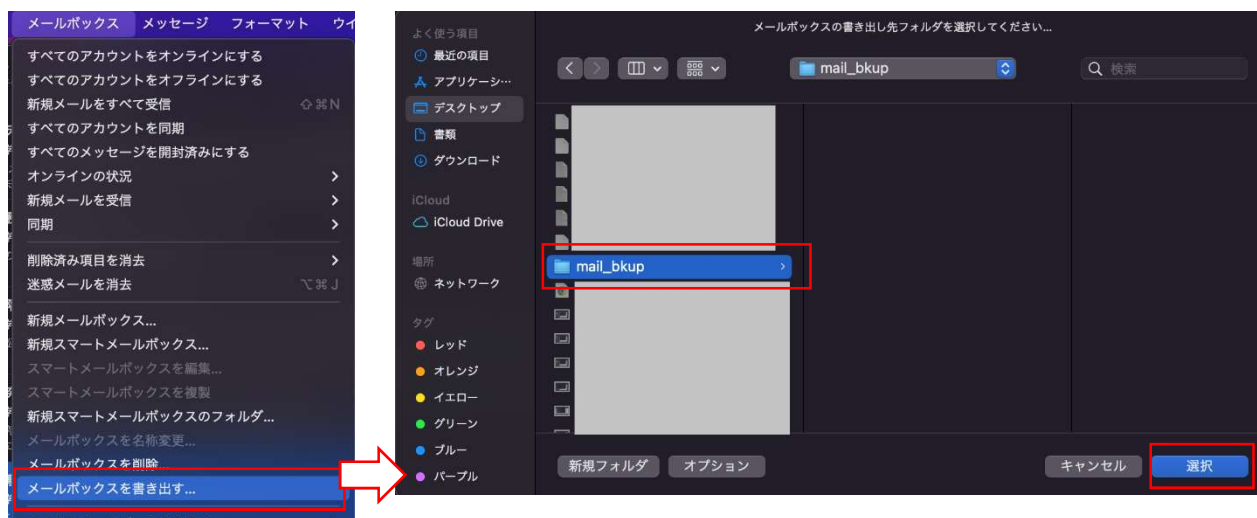 メールボックス メッセージ フォーマット ウイ
すべてのアカウントをオンラインにする
すべてのアカウントをオフラインにする
新規メールをすべて受信 ⇧⌘N
すべてのアカウントを同期
すべてのメッセージを開封済みにする
オンラインの状況
新規メールを受信
同期
削除済み項目を消去
迷惑メールを消去 ⌥⌘J
新規メールボックス...
新規スマートメールボックス...
スマートメールボックスを編集...
スマートメールボックスを複製
新規スマートメールボックスのフォルダ...
メールボックスを名称変更...
メールボックスを削除...
メールボックスを書き出す...
メールボックスの書き出し先フォルダを選択してください...
よく使う項目
最近の項目
アプリケーシ…
デスクトップ
書類
ダウンロード
iCloud
iCloud Drive
場所
ネットワーク
タグ
レッド
オレンジ
イエロー
グリーン
ブルー
パープル
mail_bkup
検索
mail_bkup
新規フォルダ オプション
キャンセル 選択